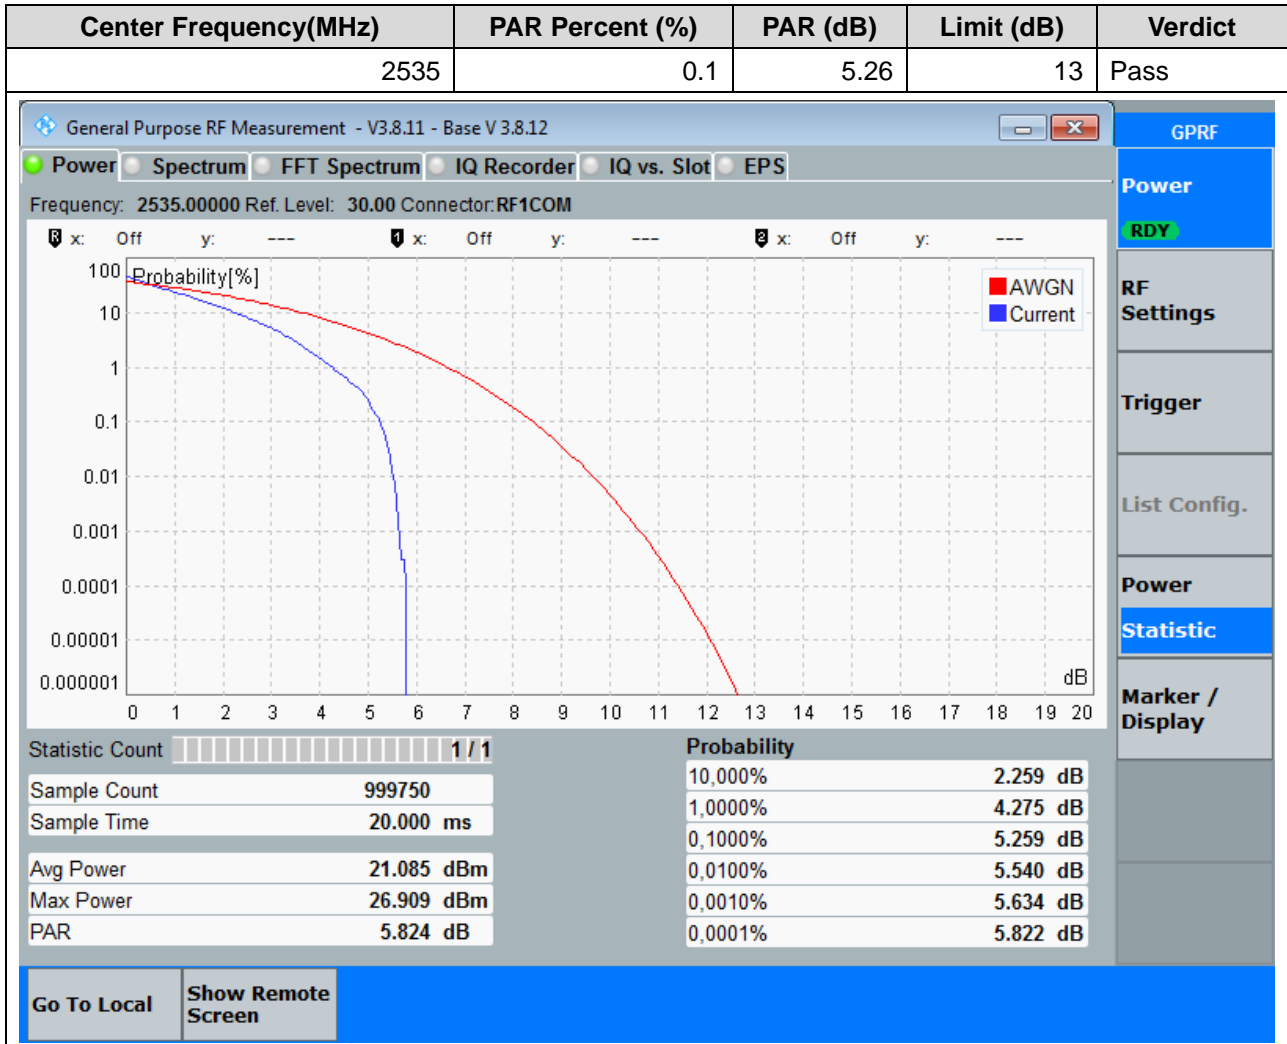 Center Frequency(MHz) PAR Percent (%) PAR (dB) Limit (dB) Verdict
2535 0.1 5.26 13 Pass
General Purpose RF Measurement - V3.8.11 - Base V 3.8.12
GPRF
Power Spectrum FFT Spectrum IQ Recorder IQ vs. Slot EPS
Power
RDY
Frequency: 2535.00000 Ref. Level: 30.00 Connector: RF1COM
R x: Off y: --- 1 x: Off y: --- 2 x: Off y: ---
Probability[%]
AWGN
Current
100
10
1
0.1
0.01
0.001
0.0001
0.00001
0.000001
dB
0 1 2 3 4 5 6 7 8 9 10 11 12 13 14 15 16 17 18 19 20
RF
Settings
Trigger
List Config.
Power
Statistic
Marker /
Display
Statistic Count 1 / 1
Sample Count 999750
Sample Time 20.000 ms
Avg Power 21.085 dBm
Max Power 26.909 dBm
PAR 5.824 dB
Probability
10,000% 2.259 dB
1,0000% 4.275 dB
0,1000% 5.259 dB
0,0100% 5.540 dB
0,0010% 5.634 dB
0,0001% 5.822 dB
Go To Local
Show Remote
Screen